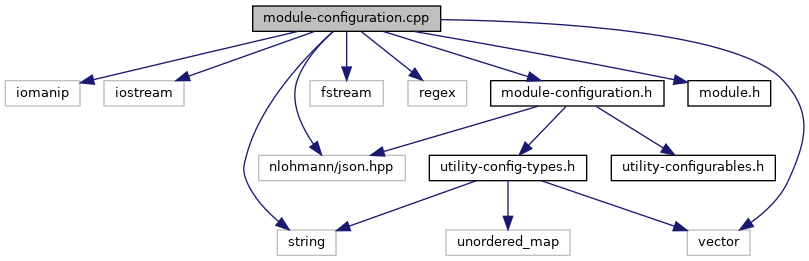 module-configuration.cpp
iomanip
iostream
fstream
regex
module-configuration.h
module.h
nlohmann/json.hpp
utility-config-types.h
utility-configurables.h
string
unordered_map
vector